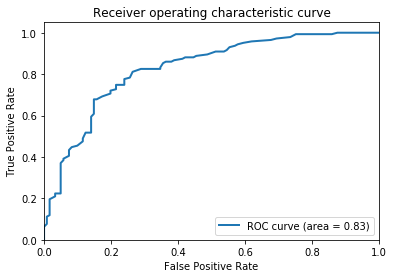 Receiver operating characteristic curve
True Positive Rate
1.0
0.8
0.6
0.4
0.2
0.0
ROC curve (area = 0.83)
0.0 0.2 0.4 0.6 0.8 1.0
False Positive Rate